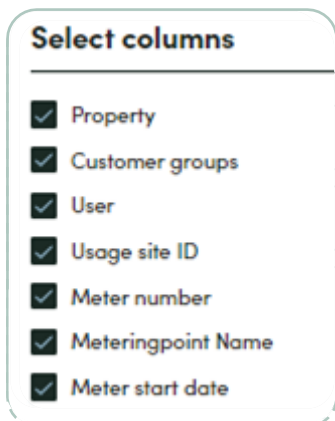 Select columns
Property
Customer groups
User
Usage site ID
Meter number
Meteringpoint Name
Meter start date